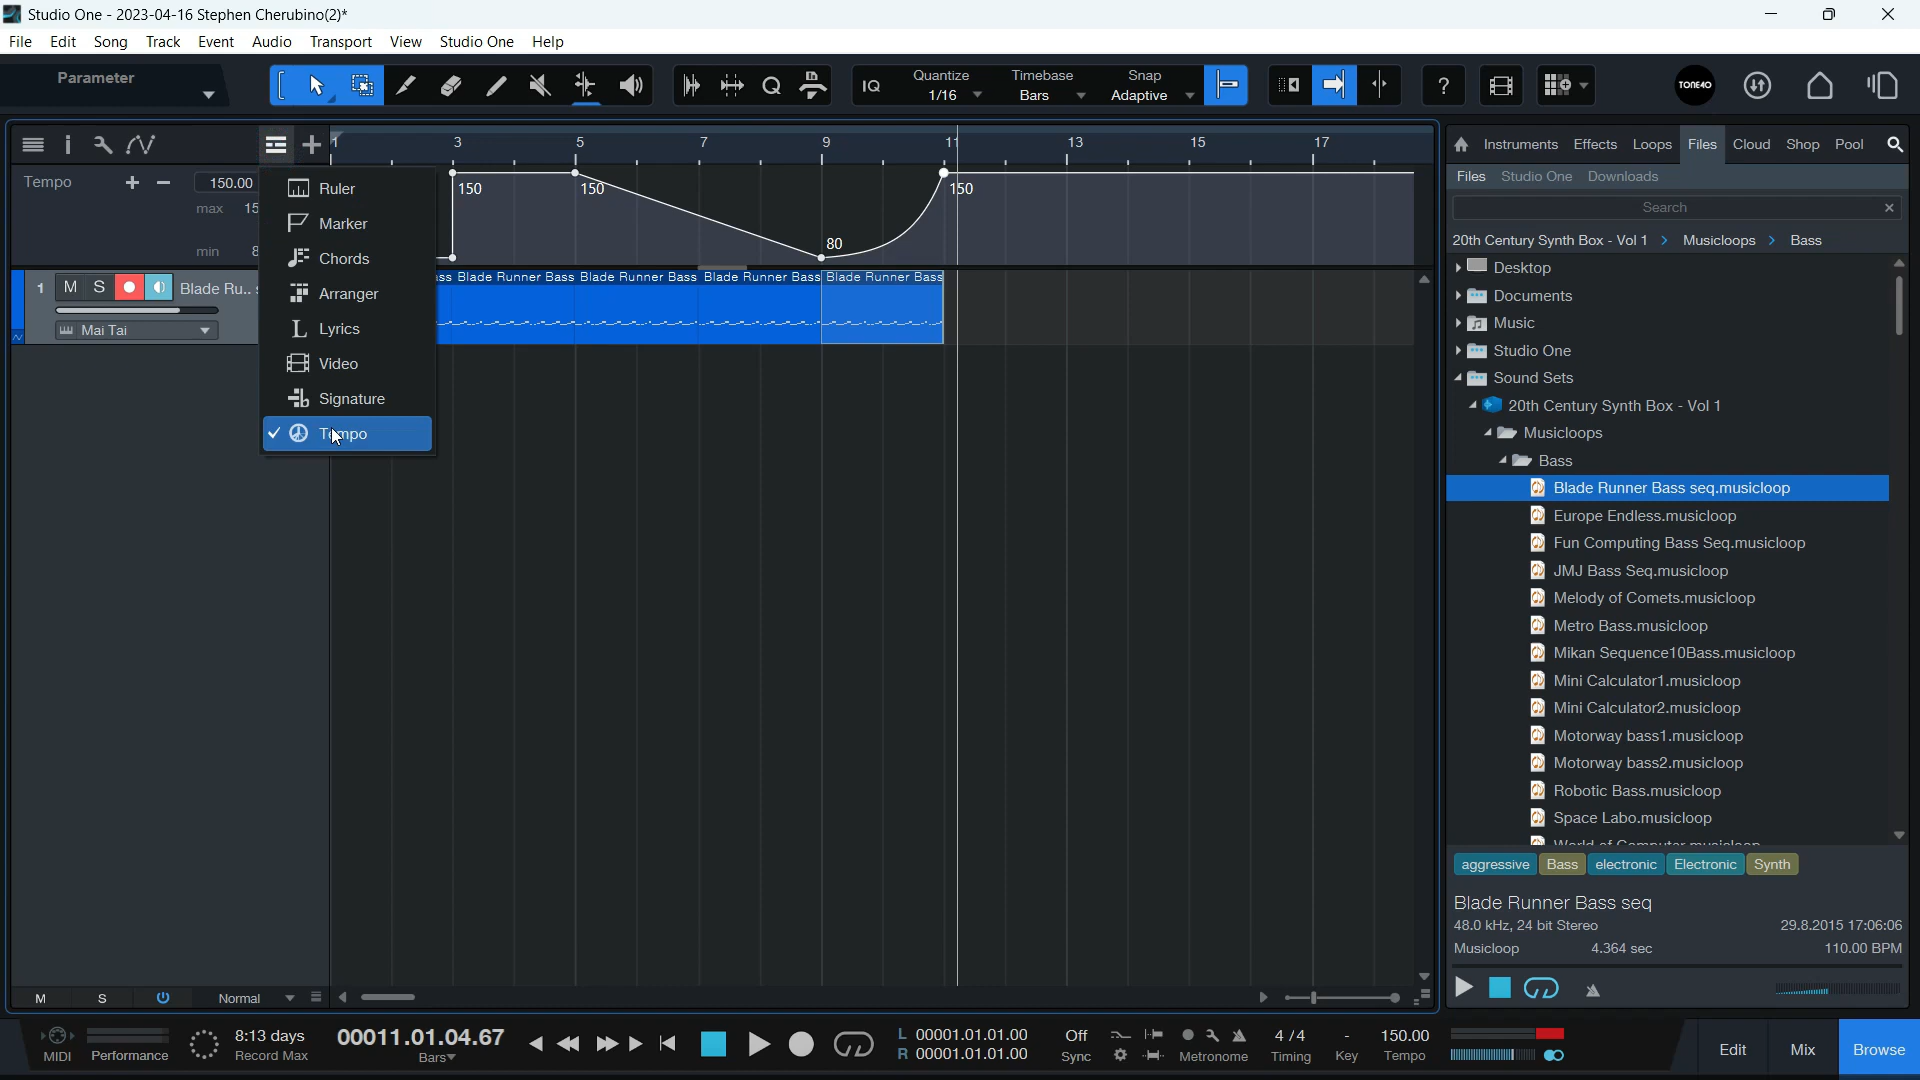 Studio One - 2023-04-16 Stephen Cherubino(2)*
File Edit Song Track Event Audio Transport View Studio One Help
Parameter
IQ
Quantize
1/16
Timebase
Bars
Snap
Adaptive
?
TONE40
1 3 5 7 9 11 13 15 17
Tempo + − 150.00
max 15
min 8
150 150 80 150
1 M S Blade Ru..
Mai Tai
Ruler
Marker
Chords
Arranger
Lyrics
Video
Signature
Tempo
ass Blade Runner Bass Blade Runner Bass Blade Runner Bass Blade Runner Bass
M S Normal
Instruments Effects Loops Files Cloud Shop Pool
Files Studio One Downloads
Search
20th Century Synth Box - Vol 1 > Musicloops > Bass
Desktop
Documents
Music
Studio One
Sound Sets
20th Century Synth Box - Vol 1
Musicloops
Bass
Blade Runner Bass seq.musicloop
Europe Endless.musicloop
Fun Computing Bass Seq.musicloop
JMJ Bass Seq.musicloop
Melody of Comets.musicloop
Metro Bass.musicloop
Mikan Sequence10Bass.musicloop
Mini Calculator1.musicloop
Mini Calculator2.musicloop
Motorway bass1.musicloop
Motorway bass2.musicloop
Robotic Bass.musicloop
Space Labo.musicloop
World of Computer.musicloop
aggressive Bass electronic Electronic Synth
Blade Runner Bass seq
48.0 kHz, 24 bit Stereo 29.8.2015 17:06:06
Musicloop 4.364 sec 110.00 BPM
MIDI
Performance
8:13 days
Record Max
00011.01.04.67
Bars
L 00001.01.01.00
R 00001.01.01.00
Off
Sync
Metronome
4 / 4
Timing
-
Key
150.00
Tempo
Edit Mix Browse